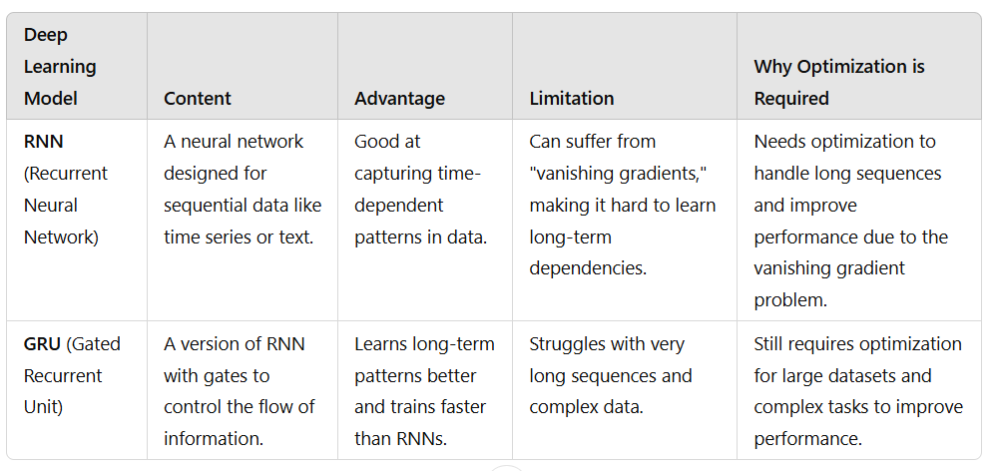 Deep
Learning
Model
Content
Advantage
Limitation
Why Optimization is
Required
RNN
(Recurrent
Neural
Network)
A neural network
designed for
sequential data like
time series or text.
Good at
capturing time-
dependent
patterns in data.
Can suffer from
"vanishing gradients,"
making it hard to learn
long-term
dependencies.
Needs optimization to
handle long sequences
and improve
performance due to the
vanishing gradient
problem.
GRU (Gated
Recurrent
Unit)
A version of RNN
with gates to
control the flow of
information.
Learns long-term
patterns better
and trains faster
than RNNs.
Struggles with very
long sequences and
complex data.
Still requires optimization
for large datasets and
complex tasks to improve
performance.